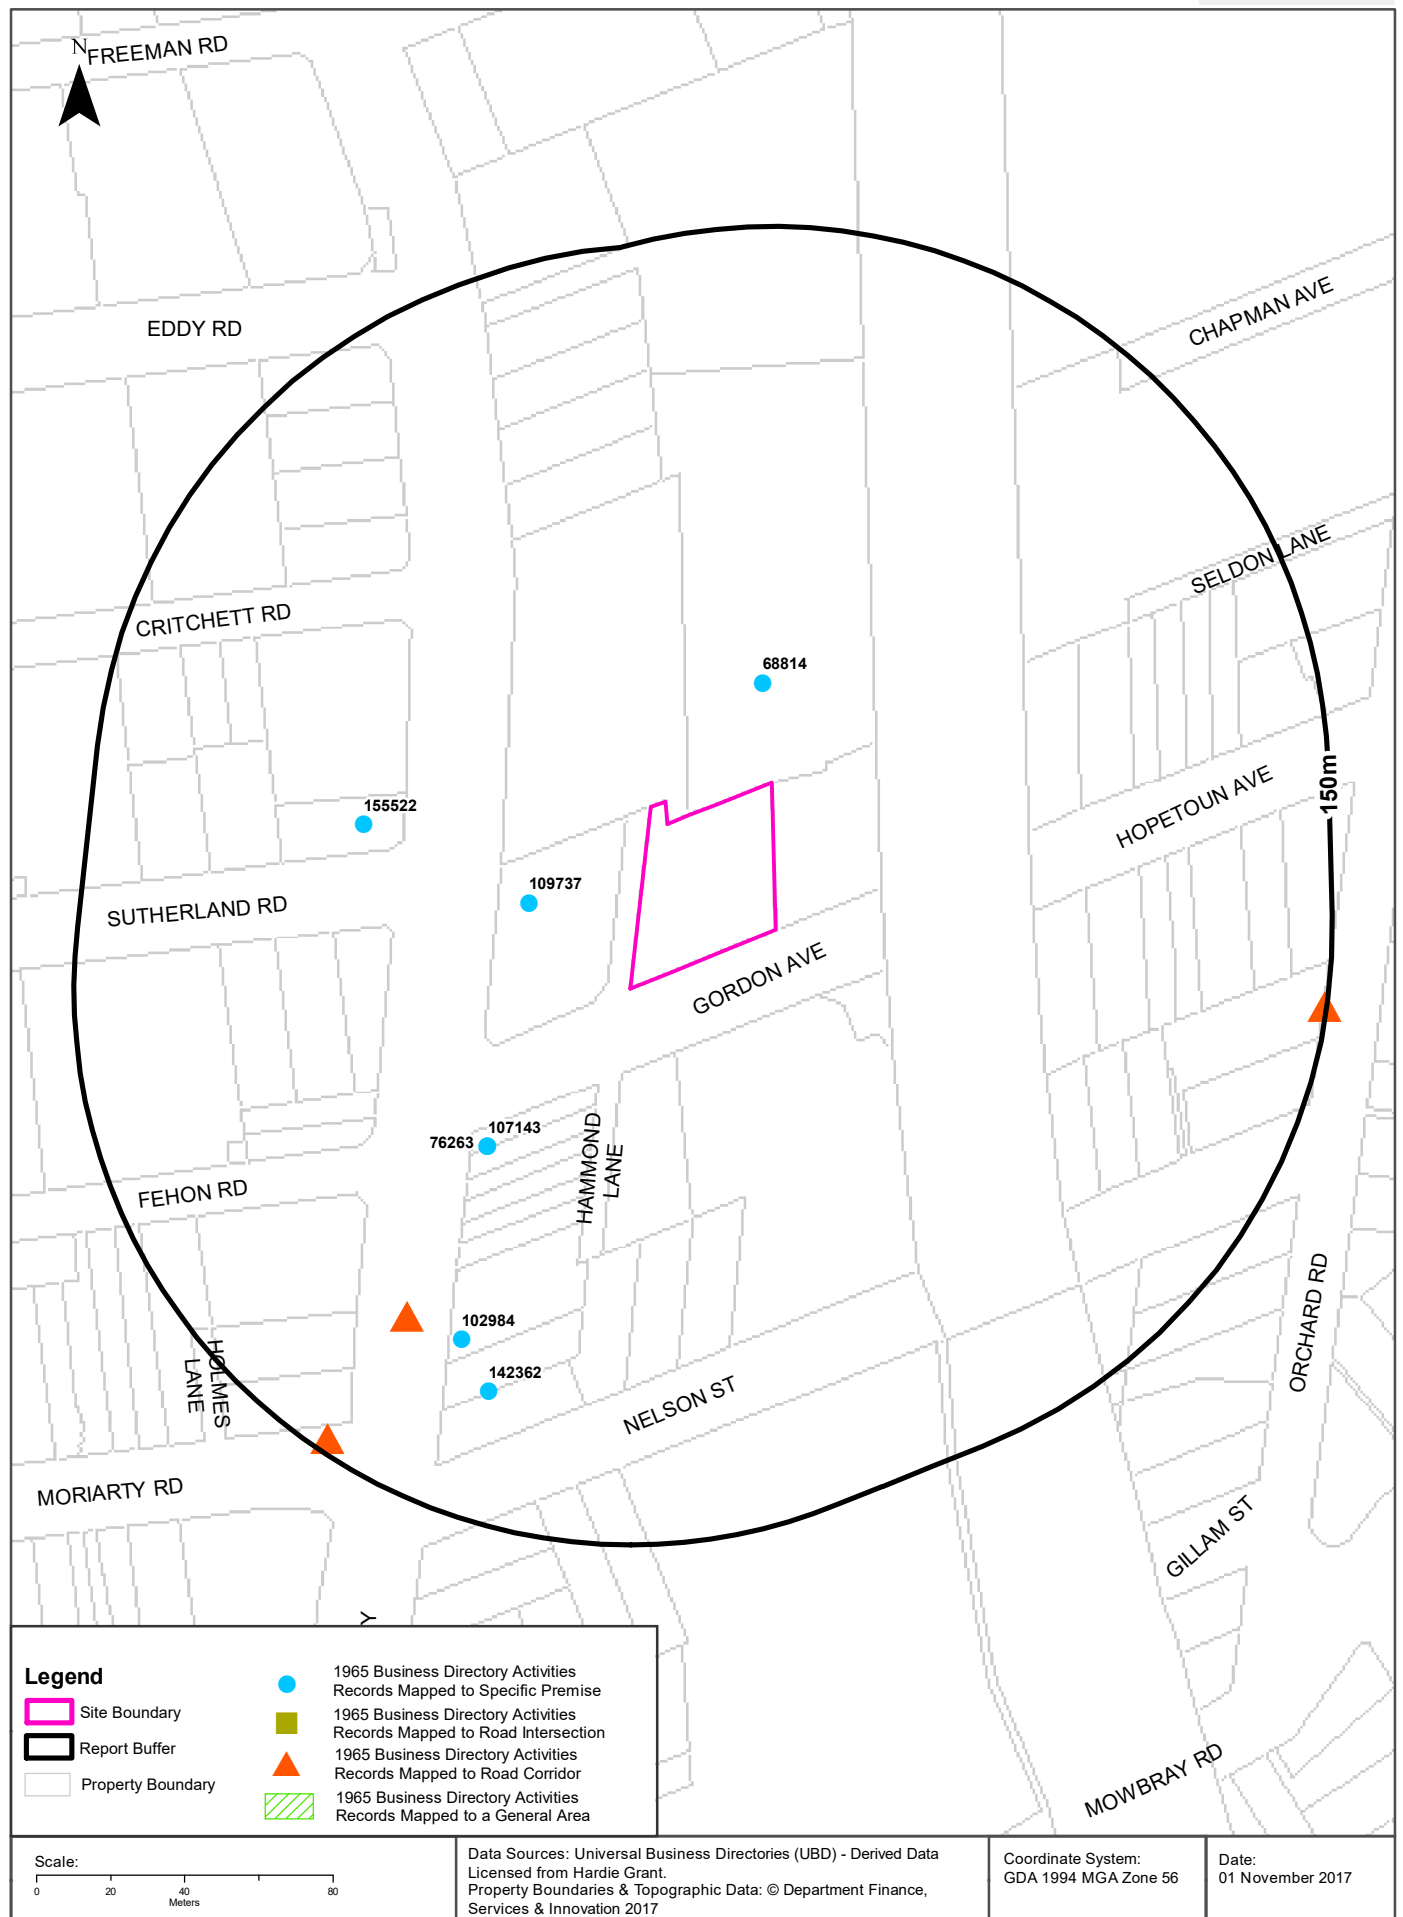 N
FREEMAN RD
EDDY RD
CHAPMAN AVE
SELDON LANE
CRITCHETT RD
68814
155522
HOPETOUN AVE
150m
109737
SUTHERLAND RD
GORDON AVE
107143
76263
HAMMOND
LANE
FEHON RD
102984
ORCHARD RD
HOLMES
LANE
142362
NELSON ST
MORIARTY RD
GILLAM ST
Y
MOWBRAY RD
Legend
Site Boundary
Report Buffer
Property Boundary
1965 Business Directory Activities
Records Mapped to Specific Premise
1965 Business Directory Activities
Records Mapped to Road Intersection
1965 Business Directory Activities
Records Mapped to Road Corridor
1965 Business Directory Activities
Records Mapped to a General Area
Scale:
0 20 40 80
Meters
Data Sources: Universal Business Directories (UBD) - Derived Data
Licensed from Hardie Grant.
Property Boundaries & Topographic Data: © Department Finance,
Services & Innovation 2017
Coordinate System:
GDA 1994 MGA Zone 56
Date:
01 November 2017